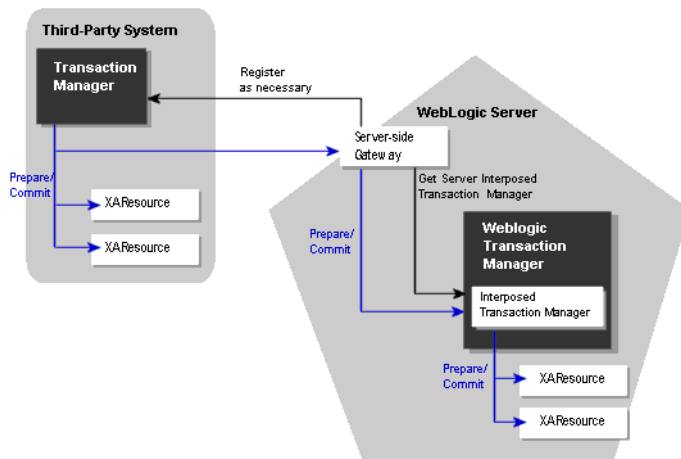 Third-Party System
Transaction
Manager
Prepare/
Commit
XAResource
XAResource
Register
as necessary
WebLogic Server
Server-side
Gateway
Get Server Interposed
Transaction Manager
Prepare/
Commit
Weblogic
Transaction
Manager
Interposed
Transaction Manager
Prepare/
Commit
XAResource
XAResource